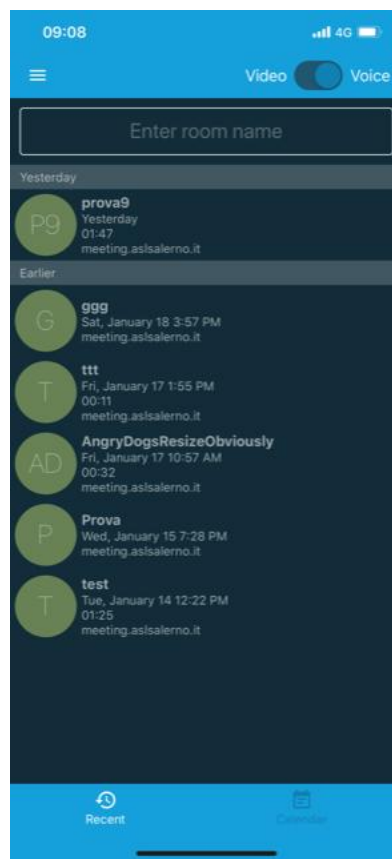 09:08
4G
Video Voice
Enter room name
Yesterday
P9
prova9
Yesterday
01:47
meeting.aslsalerno.it
Earlier
G
ggg
Sat, January 18 3:57 PM
meeting.aslsalerno.it
T
ttt
Fri, January 17 1:55 PM
00:11
meeting.aslsalerno.it
AD
AngryDogsResizeObviously
Fri, January 17 10:57 AM
00:32
meeting.aslsalerno.it
P
Prova
Wed, January 15 7:28 PM
meeting.aslsalerno.it
T
test
Tue, January 14 12:22 PM
01:25
meeting.aslsalerno.it
Recent
Calendar